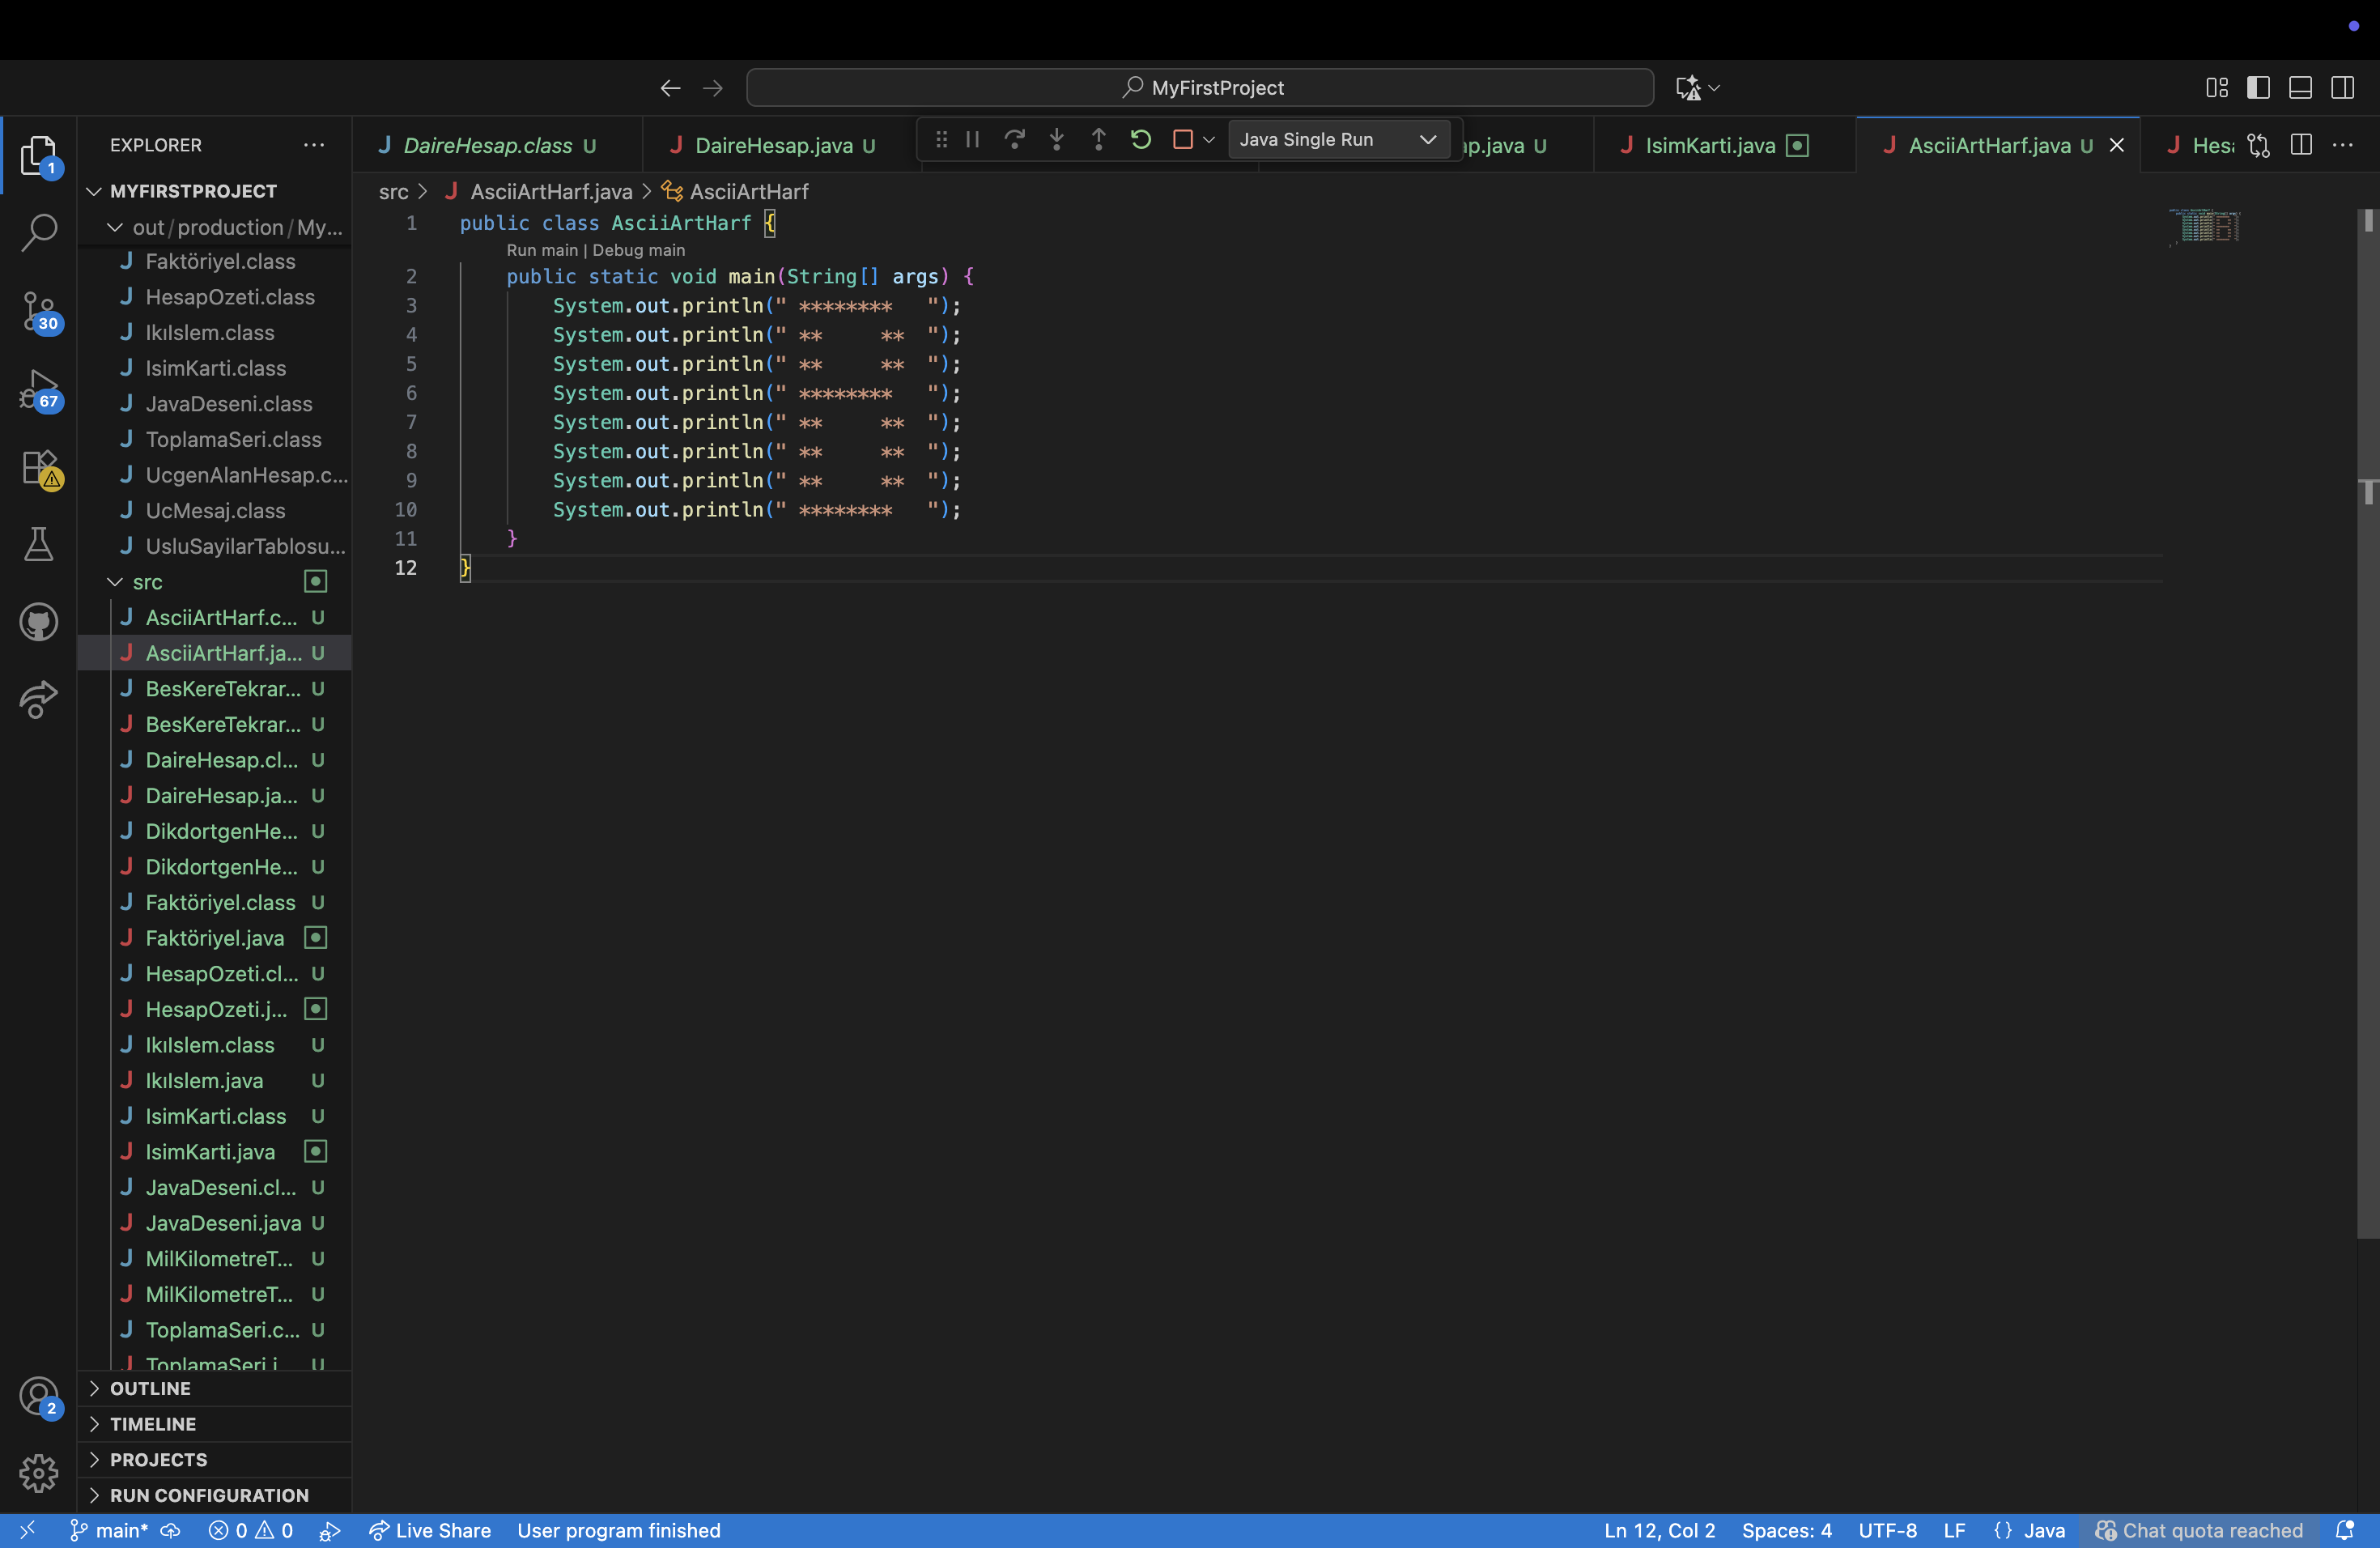 MyFirstProject
EXPLORER
DaireHesap.class U
DaireHesap.java U
Java Single Run
ap.java U
IsimKarti.java
AsciiArtHarf.java U
Hesa
MYFIRSTPROJECT
out/production/My...
Faktöriyel.class
HesapOzeti.class
IkıIslem.class
IsimKarti.class
JavaDeseni.class
ToplamaSeri.class
UcgenAlanHesap.c...
UcMesaj.class
UsluSayilarTablosu...
src
AsciiArtHarf.c... U
AsciiArtHarf.ja... U
BesKereTekrar... U
BesKereTekrar... U
DaireHesap.cl... U
DaireHesap.ja... U
DikdortgenHe... U
DikdortgenHe... U
Faktöriyel.class U
Faktöriyel.java
HesapOzeti.cl... U
HesapOzeti.j...
IkıIslem.class U
IkıIslem.java U
IsimKarti.class U
IsimKarti.java
JavaDeseni.cl... U
JavaDeseni.java U
MilKilometreT... U
MilKilometreT... U
ToplamaSeri.c... U
ToplamaSeri.j U
OUTLINE
TIMELINE
PROJECTS
RUN CONFIGURATION
1
30
67
2
src > AsciiArtHarf.java > AsciiArtHarf
1 public class AsciiArtHarf {
Run main | Debug main
2     public static void main(String[] args) {
3         System.out.println(" ********   ");
4         System.out.println(" **     **  ");
5         System.out.println(" **     **  ");
6         System.out.println(" ********   ");
7         System.out.println(" **     **  ");
8         System.out.println(" **     **  ");
9         System.out.println(" **     **  ");
10         System.out.println(" ********   ");
11     }
12 }
main* 0 0 Live Share User program finished Ln 12, Col 2 Spaces: 4 UTF-8 LF {} Java Chat quota reached